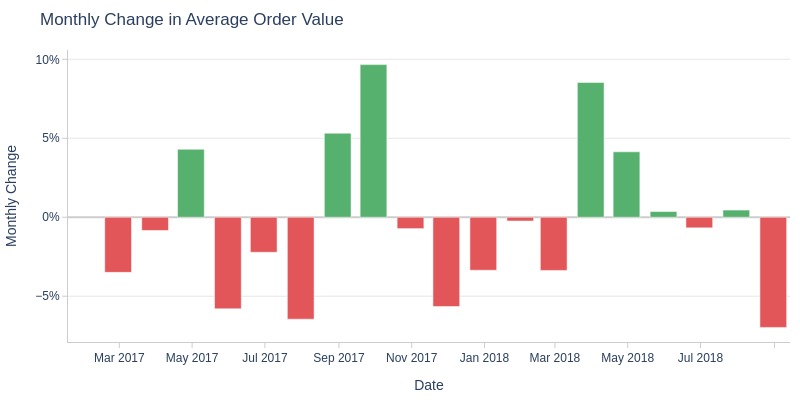 Monthly Change in Average Order Value
10%
5%
0%
−5%
Monthly Change
Mar 2017 May 2017 Jul 2017 Sep 2017 Nov 2017 Jan 2018 Mar 2018 May 2018 Jul 2018
Date